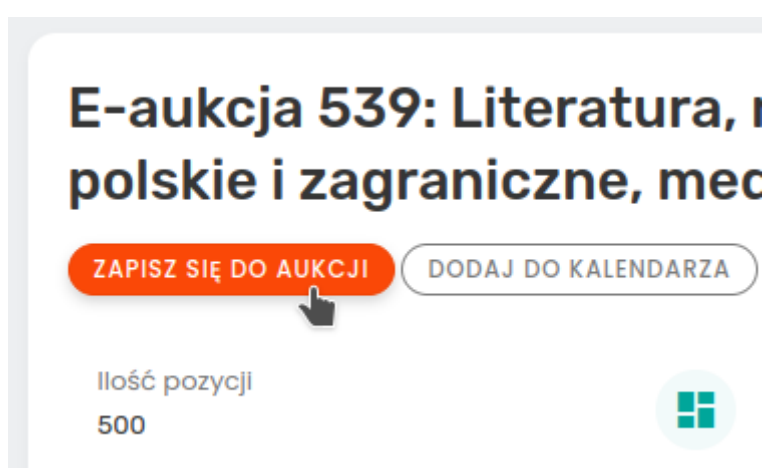 E-aukcja 539: Literatura,
polskie i zagraniczne,
ZAPISZ SIĘ DO AUKCJI
DODAJ DO KALENDARZA
Ilość pozycji
500